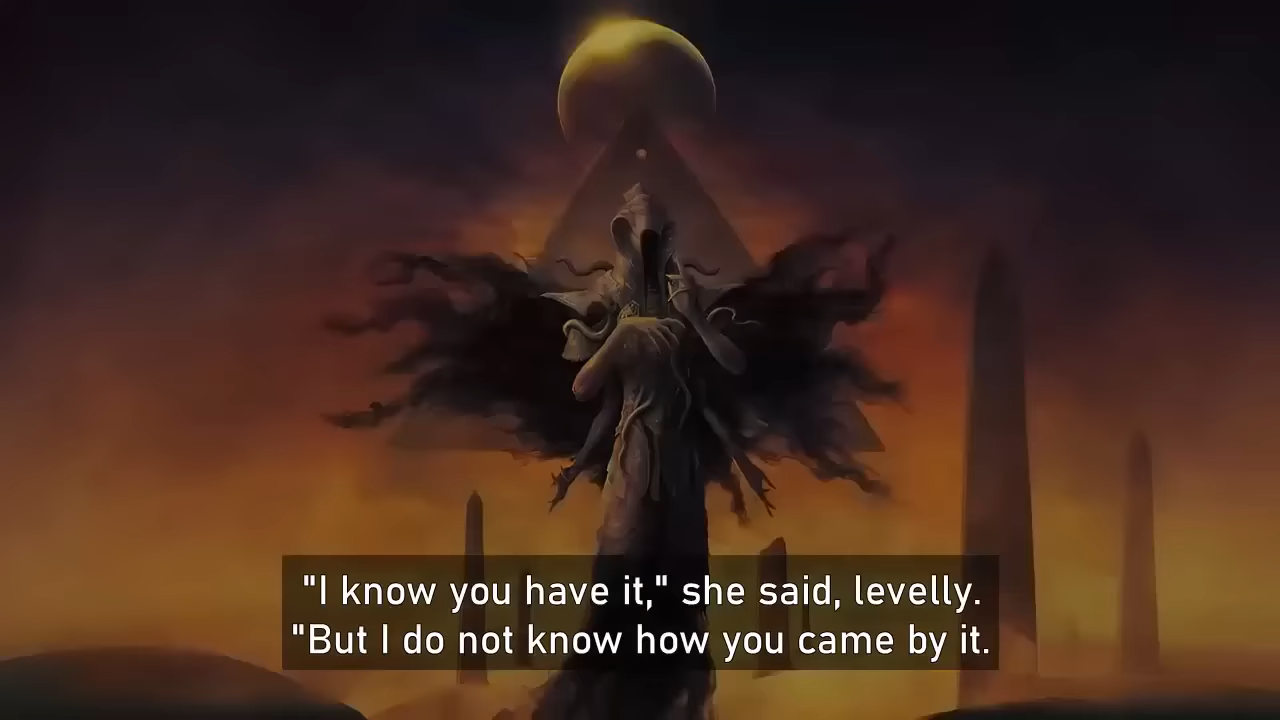 "I know you have it," she said, levelly.
"But I do not know how you came by it.